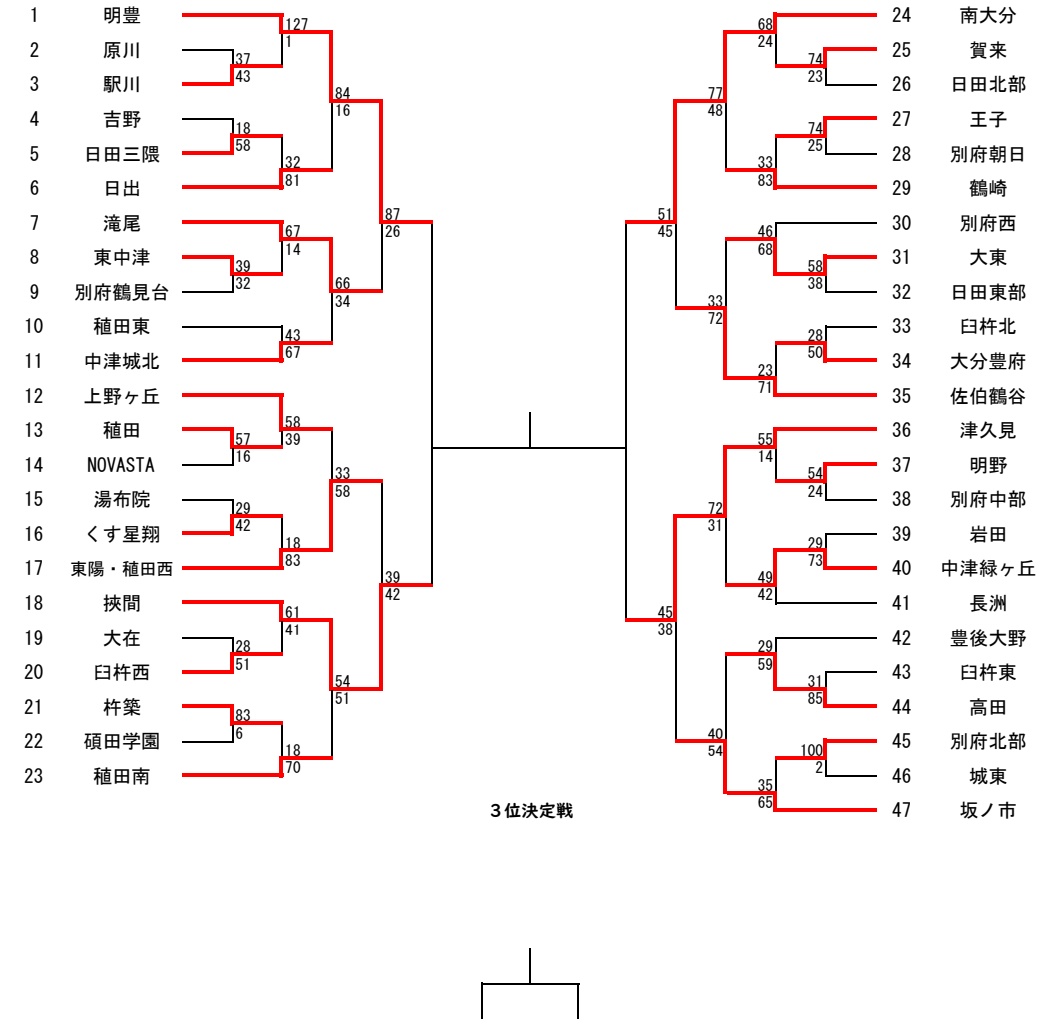 1 明豊 127 68 24 南大分
2 原川 37 1 24 74 25 賀来
3 駅川 43 23 26 日田北部
84 77
4 吉野 18 16 48 74 27 王子
5 日田三隈 58 25 28 別府朝日
32 33
6 日出 81 83 29 鶴崎
7 滝尾 67 87 51 46 30 別府西
8 東中津 39 14 26 45 68 58 31 大東
9 別府鶴見台 32 66 38 32 日田東部
34 33
10 稙田東 43 72 28 33 臼杵北
11 中津城北 67 50 34 大分豊府
23
12 上野ヶ丘 71 35 佐伯鶴谷
13 稙田 57 58 55 36 津久見
14 NOVASTA 16 39 14 54 37 明野
33 24
15 湯布院 29 58 72 38 別府中部
16 くす星翔 42 18 31 29 39 岩田
17 東陽・稙田西 83 73 40 中津緑ヶ丘
39 49
18 挾間 61 42 45 42 41 長洲
19 大在 28 41 38 29 42 豊後大野
20 臼杵西 51 59 31 43 臼杵東
54 85
21 杵築 83 51 44 高田
22 碩田学園 6 18 40 100 45 別府北部
23 稙田南 70 54 2 46 城東
35
65 47 坂ノ市
３位決定戦